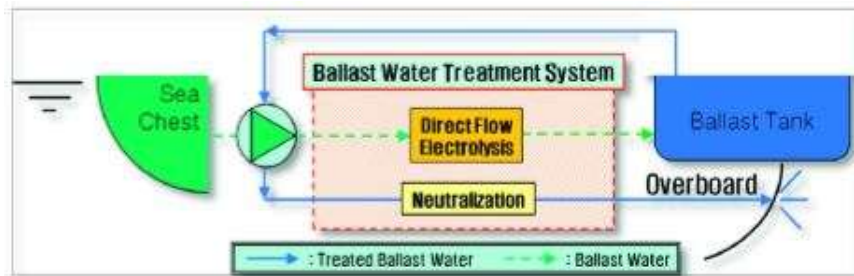 Ballast Water Treatment System
Sea
Chest
Direct Flow
Electrolysis
Ballast Tank
Neutralization
Overboard
: Treated Ballast Water
: Ballast Water